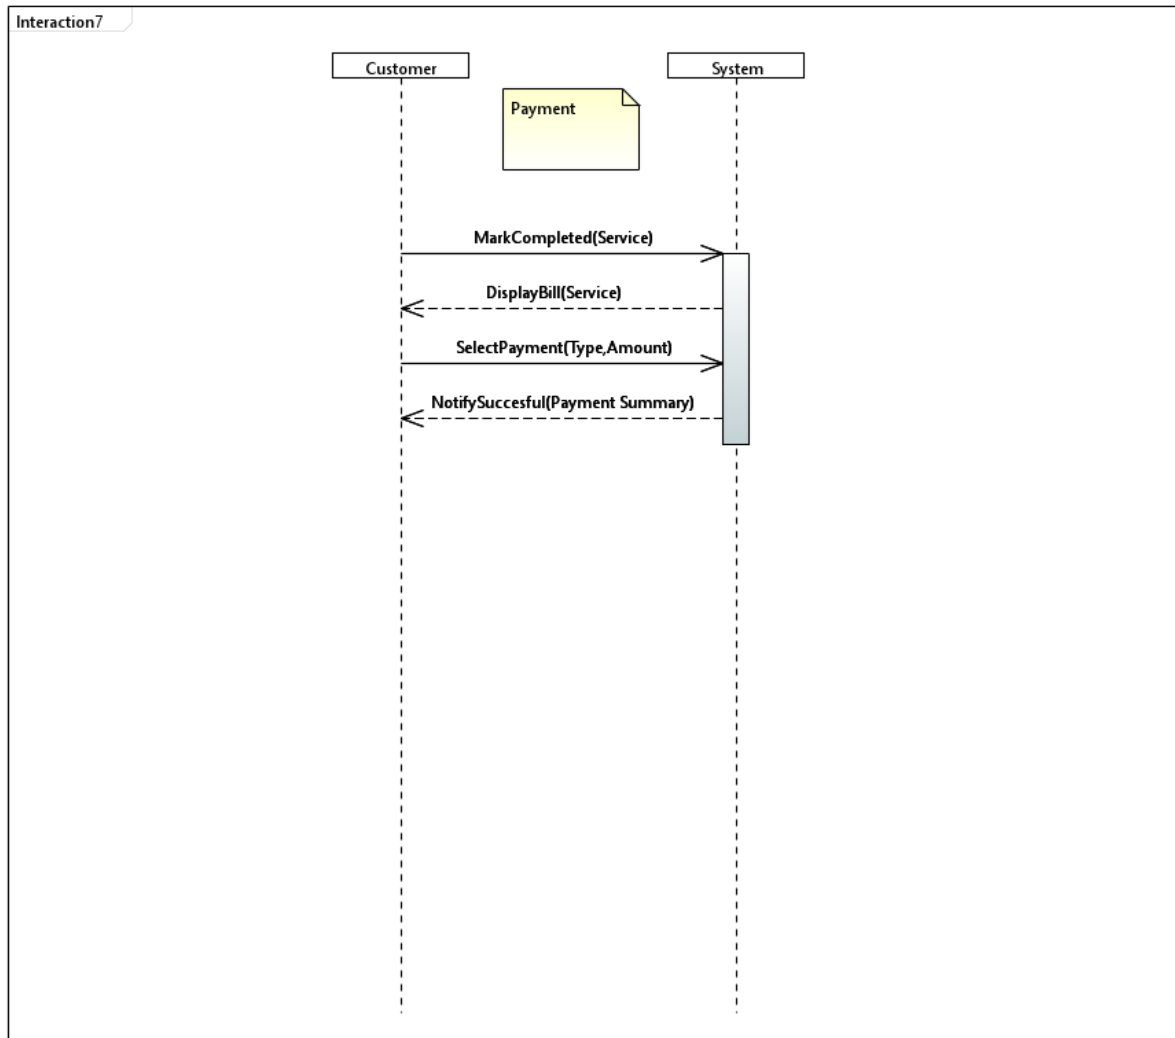 Interaction7
Customer
System
Payment
MarkCompleted(Service)
DisplayBill(Service)
SelectPayment(Type,Amount)
NotifySuccesful(Payment Summary)